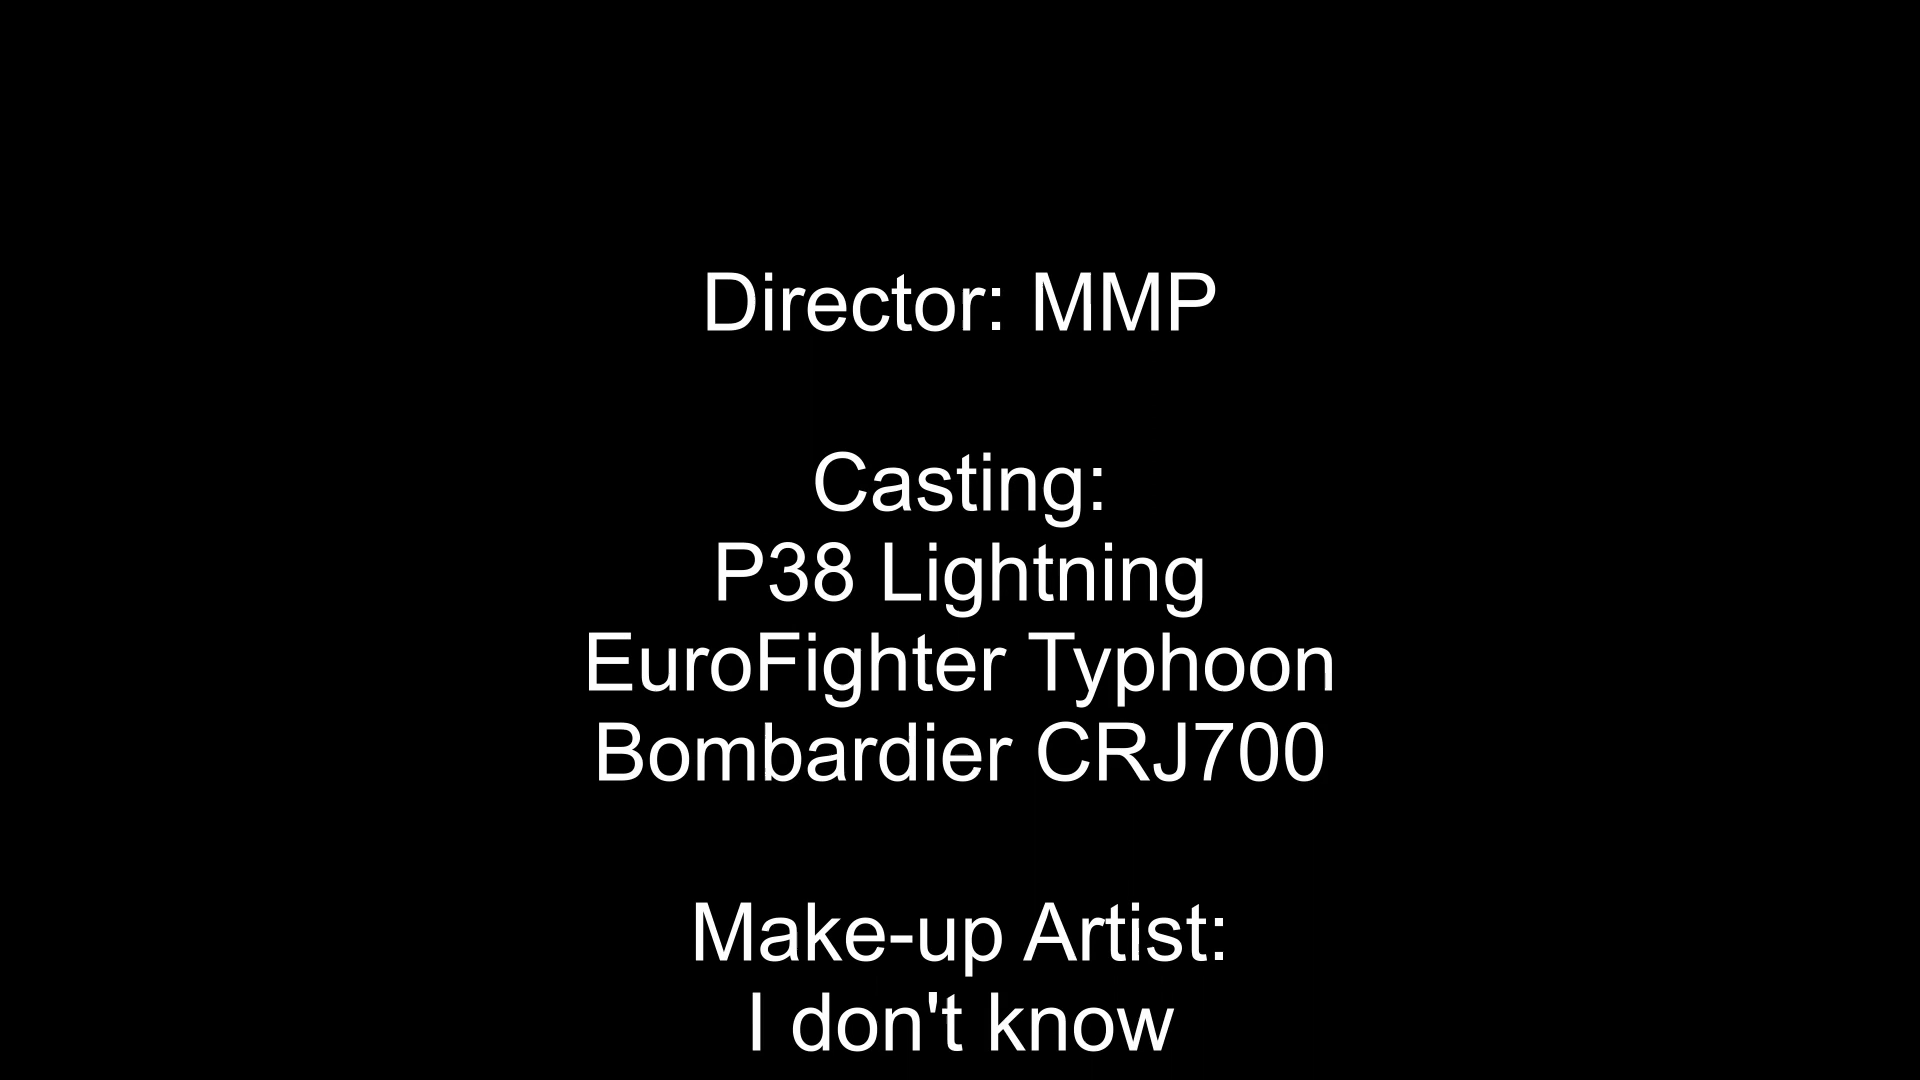 Director: MMP
Casting:
P38 Lightning
EuroFighter Typhoon
Bombardier CRJ700
Make-up Artist:
I don't know